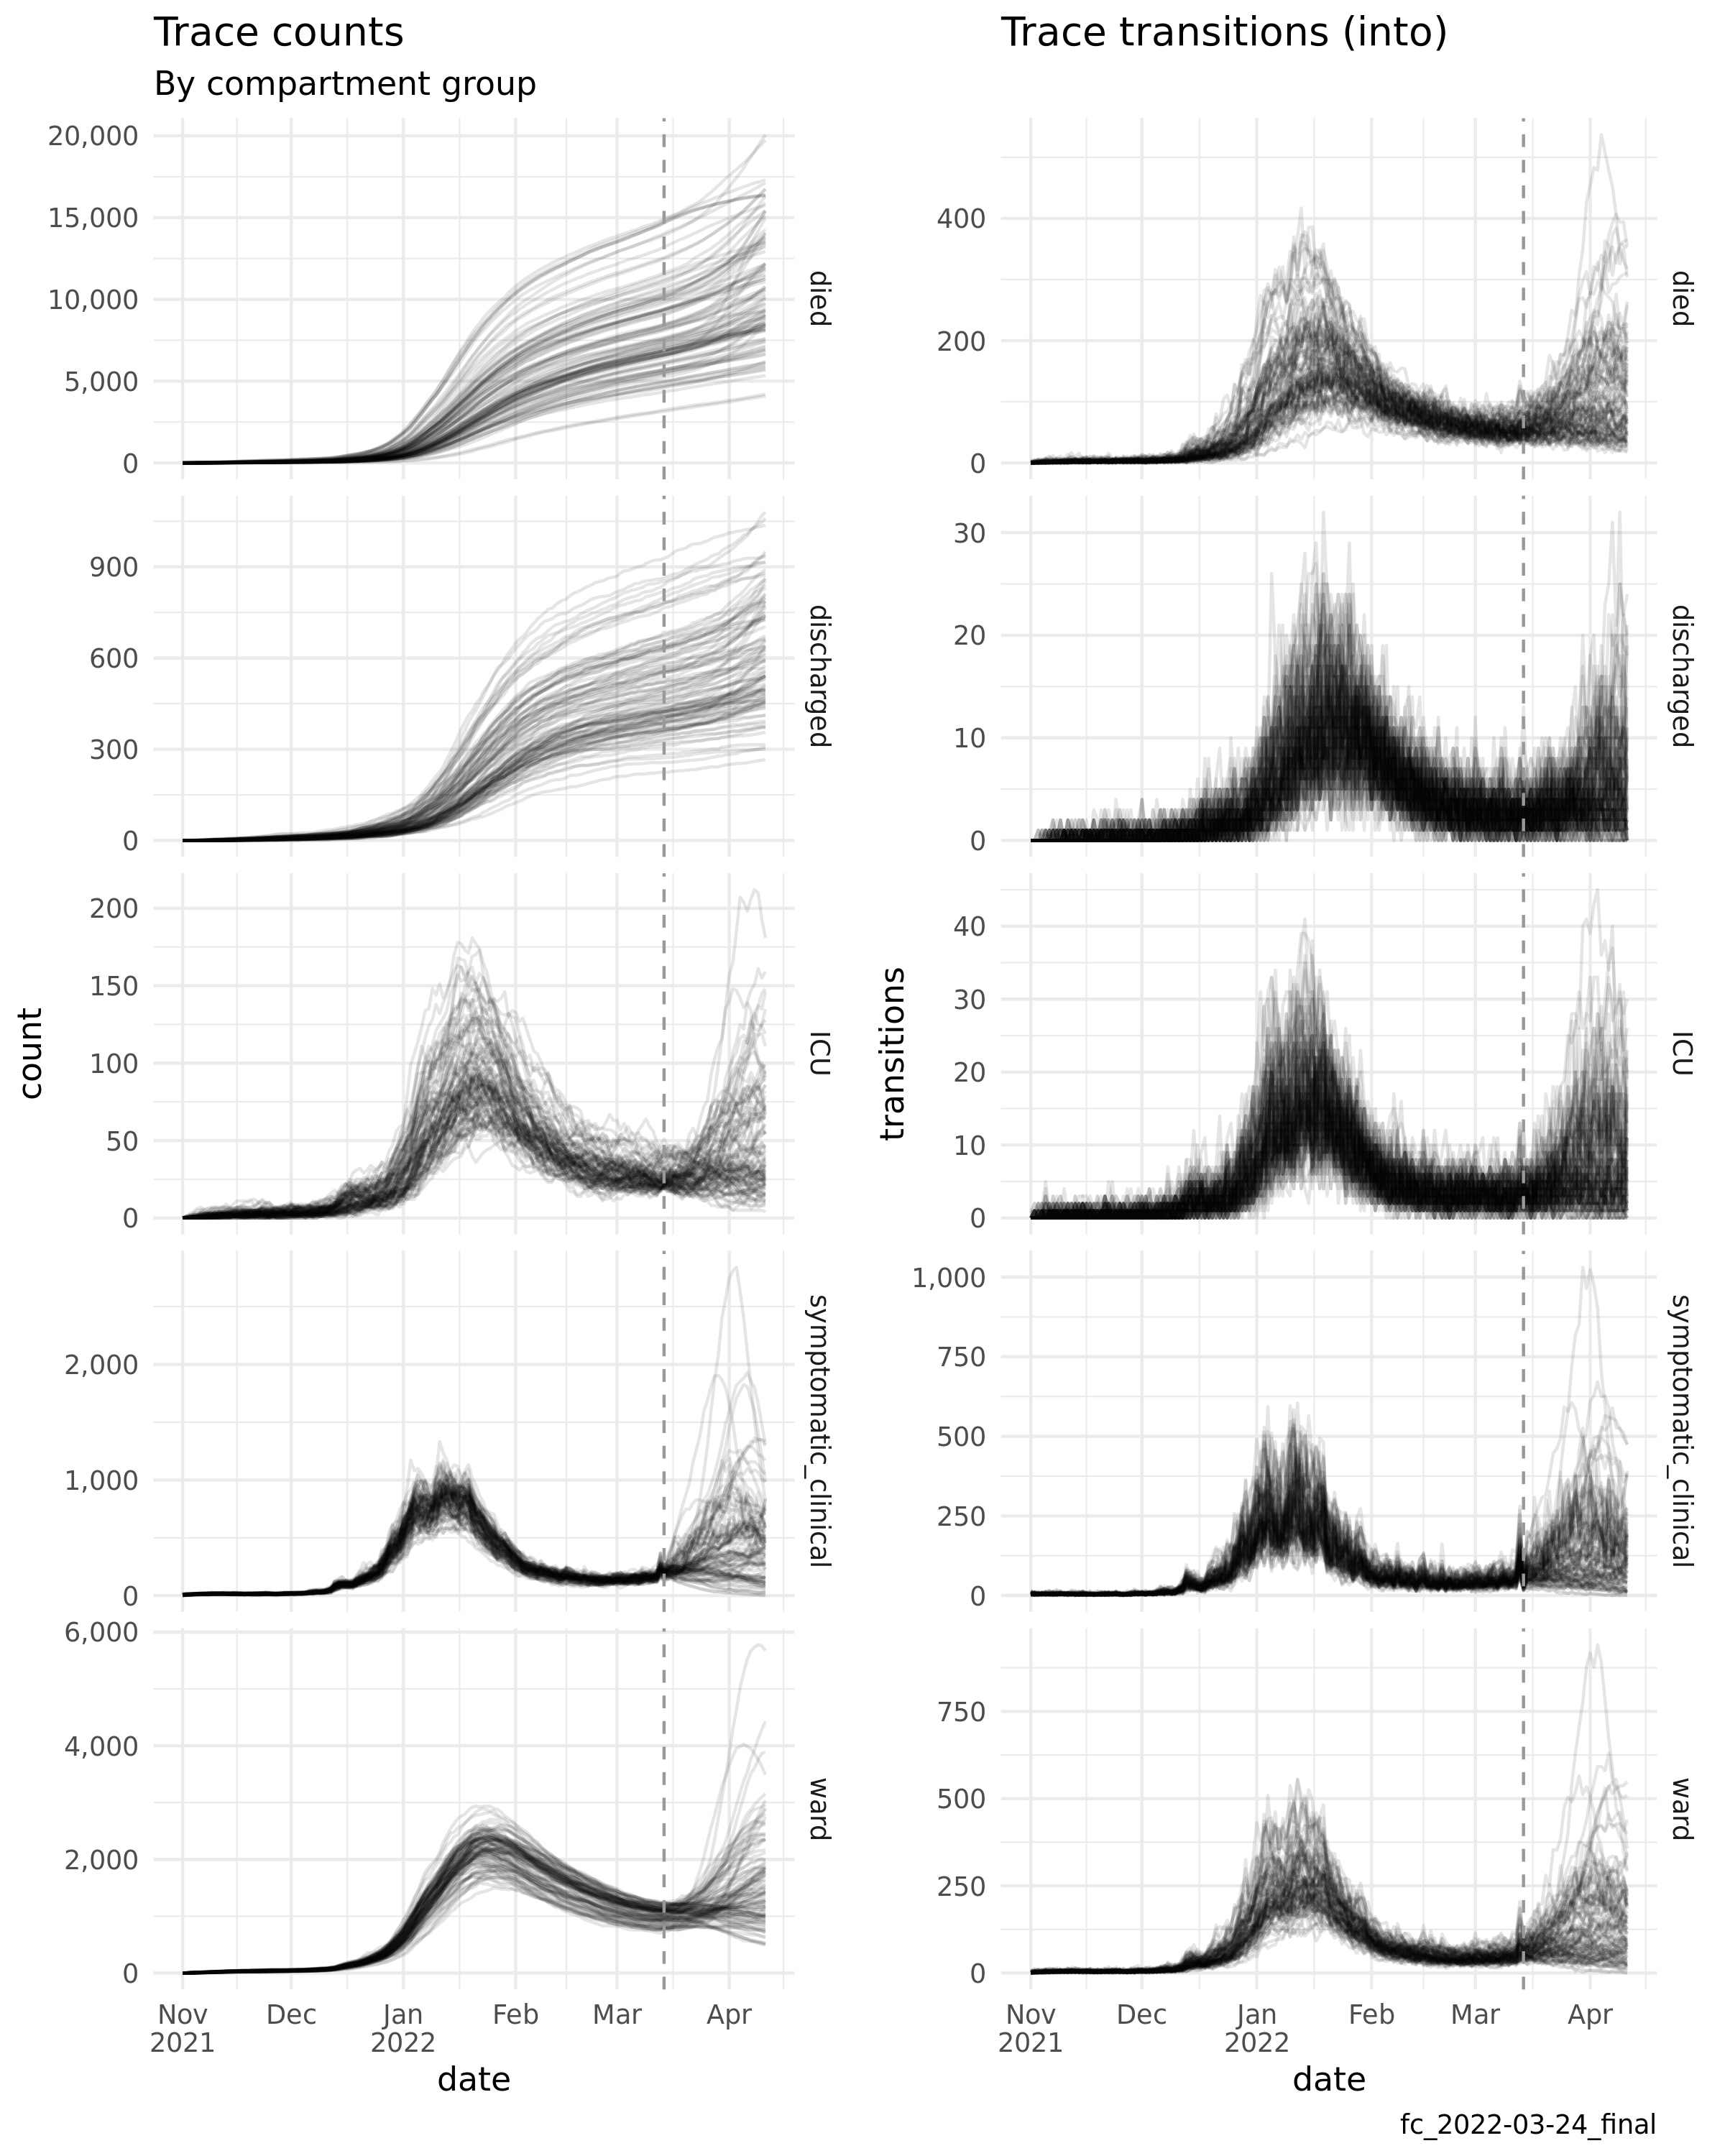 Trace counts
By compartment group
Trace transitions (into)
count
20,000
15,000
10,000
5,000
0
died
900
600
300
0
discharged
200
150
100
50
0
ICU
2,000
1,000
0
symptomatic_clinical
6,000
4,000
2,000
0
ward
Nov Dec Jan Feb Mar Apr
2021 2022
date
transitions
400
200
0
died
30
20
10
0
discharged
40
30
20
10
0
ICU
1,000
750
500
250
0
symptomatic_clinical
750
500
250
0
ward
Nov Dec Jan Feb Mar Apr
2021 2022
date
fc_2022-03-24_final